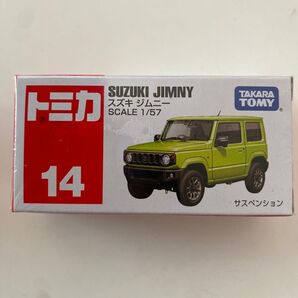 トミカ
14
SUZUKI JIMNY
スズキ ジムニー
SCALE 1/57
TAKARA
TOMY
サスペンション